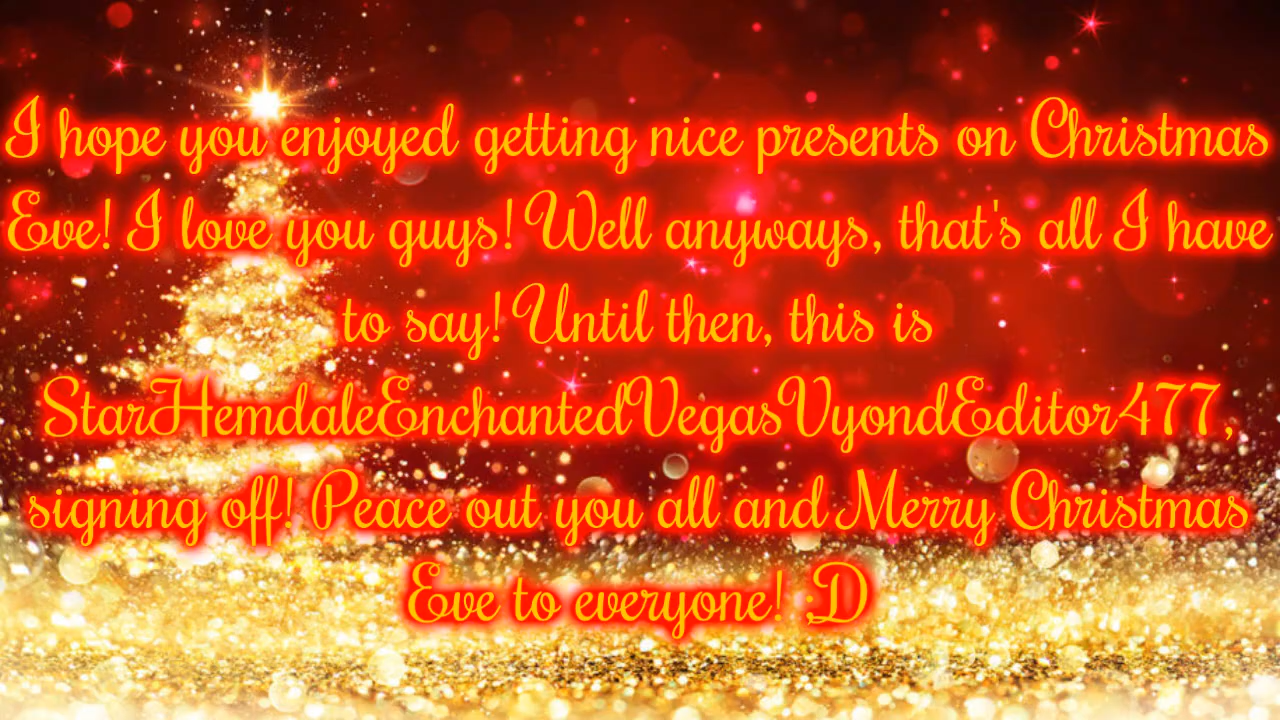 I hope you enjoyed getting nice presents on Christmas
Eve! I love you guys! Well anyways, that's all I have
to say! Until then, this is
StarHemdaleEnchantedVegasVyondEditor477,
signing off! Peace out you all and Merry Christmas
Eve to everyone! :D